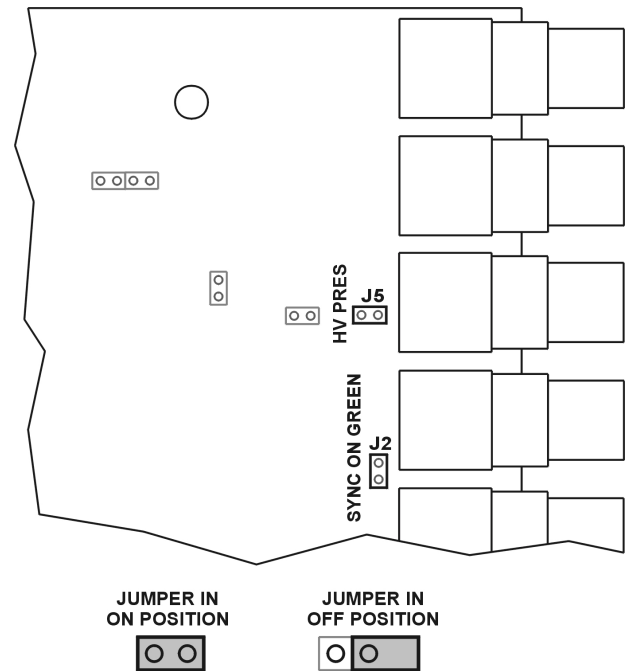 HV PRES
J5
SYNC ON GREEN
J2
JUMPER IN
ON POSITION
JUMPER IN
OFF POSITION